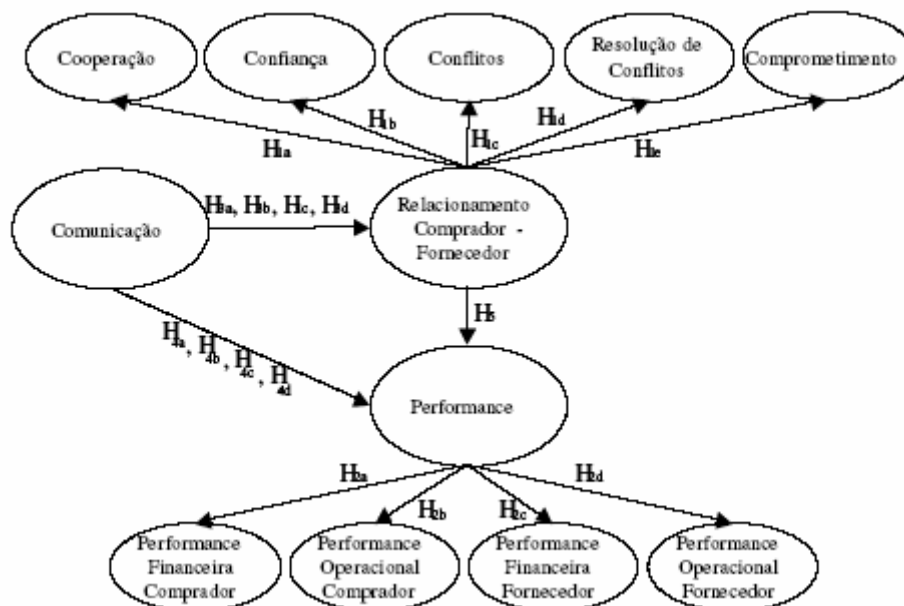 Cooperação
Confiança
Conflitos
Resolução de
Conflitos
Comprometimento
H1a
H1b
H1c
H1d
H1e
Comunicação
H3a, H3b, H3c, H3d
Relacionamento
Comprador -
Fornecedor
H5
H4a, H4b, H4c, H4d
Performance
H2a
H2b
H2c
H2d
Performance
Financeira
Comprador
Performance
Operacional
Comprador
Performance
Financeira
Fornecedor
Performance
Operacional
Fornecedor